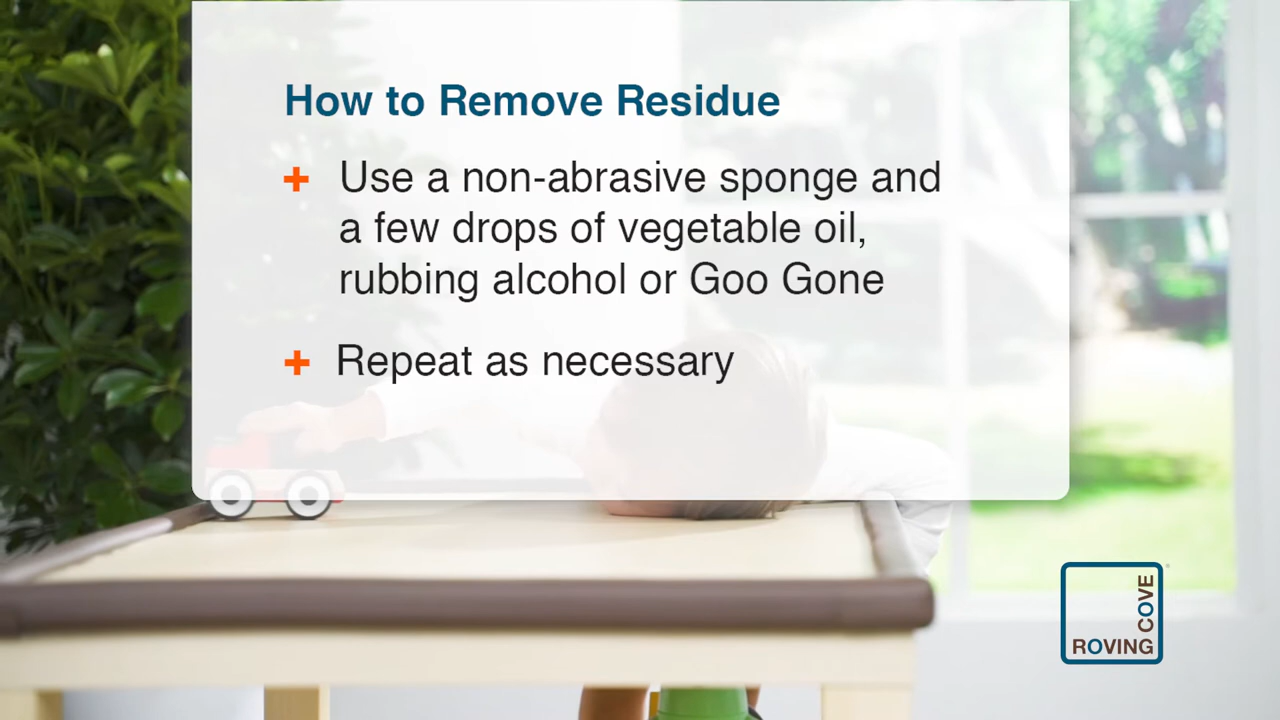 How to Remove Residue
+ Use a non-abrasive sponge and
a few drops of vegetable oil,
rubbing alcohol or Goo Gone
+ Repeat as necessary
ROVING COVE